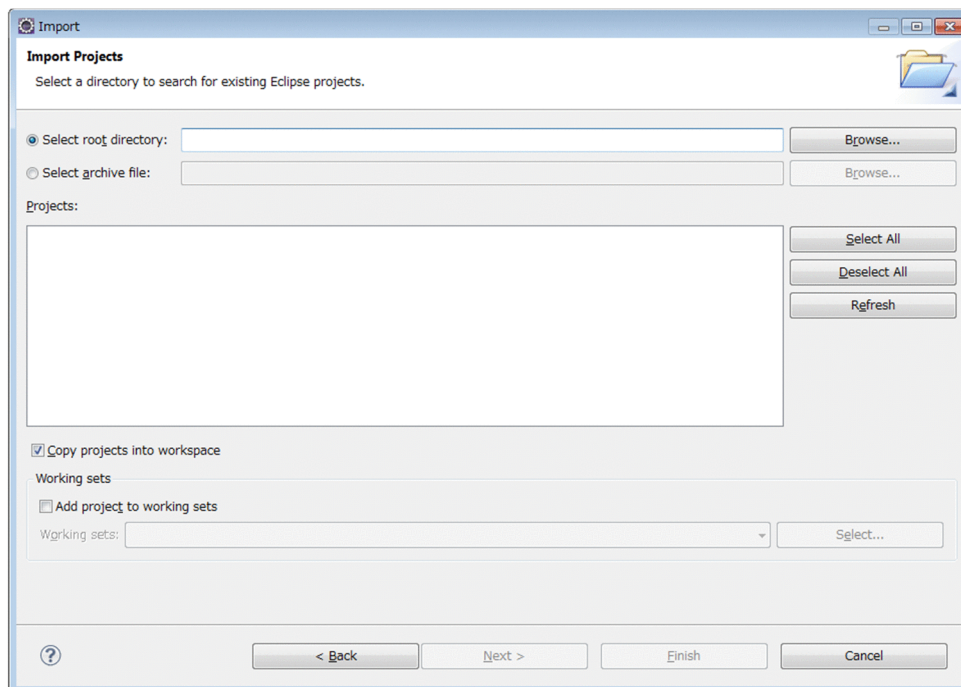 Import
Import Projects
Select a directory to search for existing Eclipse projects.
Select root directory:
Browse...
Select archive file:
Browse...
Projects:
Select All
Deselect All
Refresh
Copy projects into workspace
Working sets
Add project to working sets
Working sets:
Select...
?
< Back
Next >
Finish
Cancel